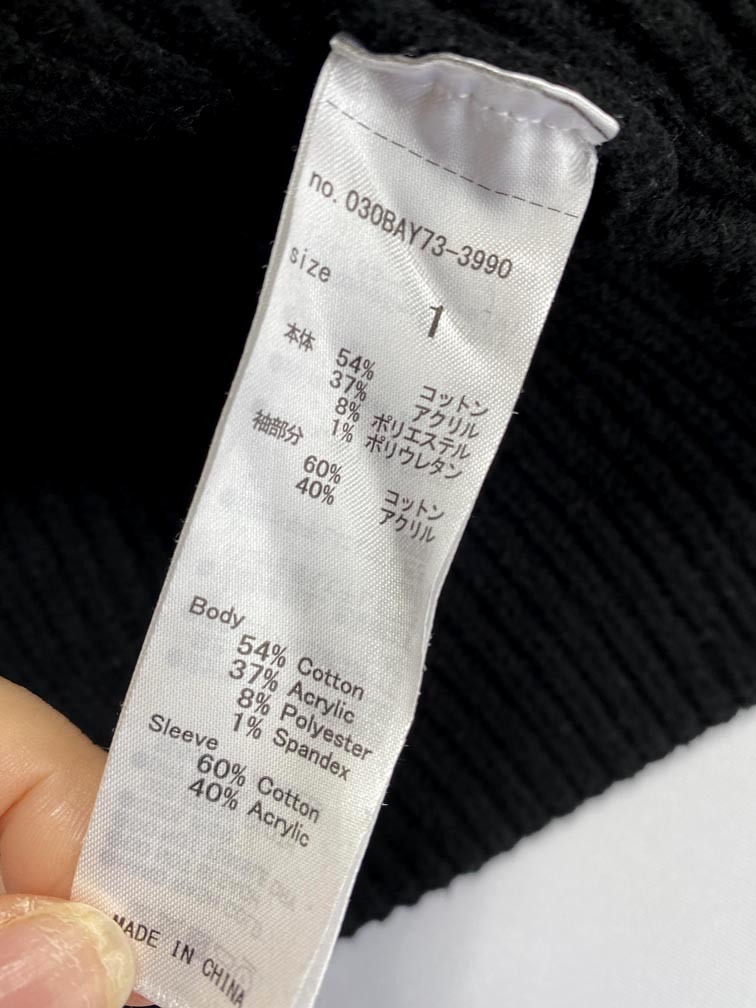 no. 030BAY73-3990
size 1
本体 54% コットン
37% アクリル
8% ポリエステル
1% ポリウレタン
袖部分
60% コットン
40% アクリル
Body
54% Cotton
37% Acrylic
8% Polyester
1% Spandex
Sleeve
60% Cotton
40% Acrylic
MADE IN CHINA